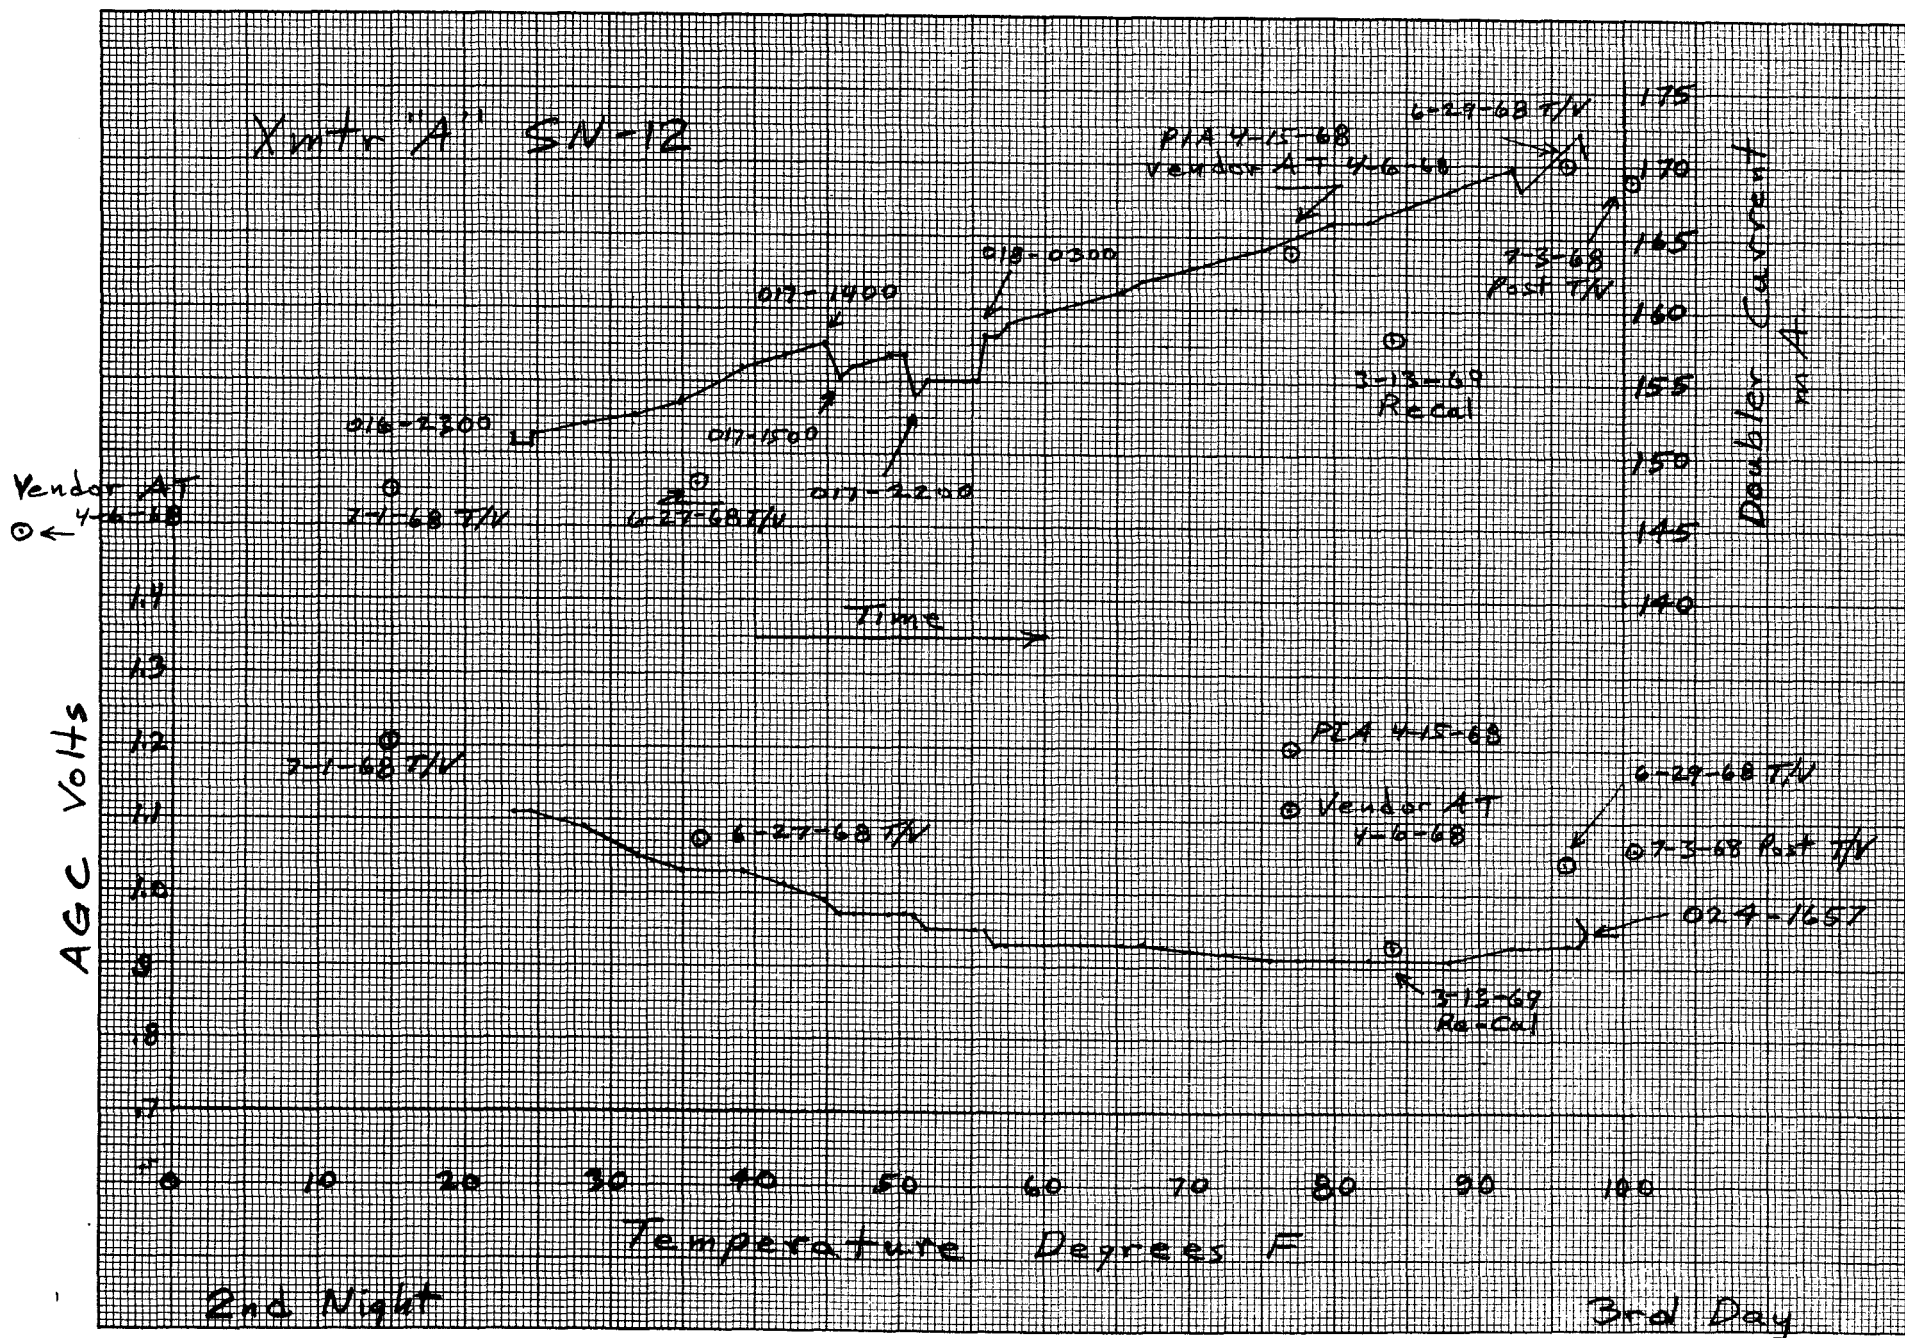 Xmtr "A" SN-12
6-29-68 T/V
PIA 4-15-68
Vendor AT 4-6-68
175
170
165
160
155
150
145
140
Doubler Current
mA
7-3-68
Post T/V
018-0300
017-1400
3-13-69
Recal
016-2300
017-1500
017-2200
Vendor AT
4-6-68
7-1-68 T/V
6-27-68 T/V
Time
1.4
1.3
1.2
1.1
1.0
.9
.8
.7
AGC Volts
7-1-68 T/V
6-27-68 T/V
PIA 4-15-68
Vendor AT
4-6-68
6-29-68 T/V
7-3-68 Post T/V
024-1657
3-13-69
Re-Cal
0 10 20 30 40 50 60 70 80 90 100
Temperature Degrees F
2nd Night
3rd Day